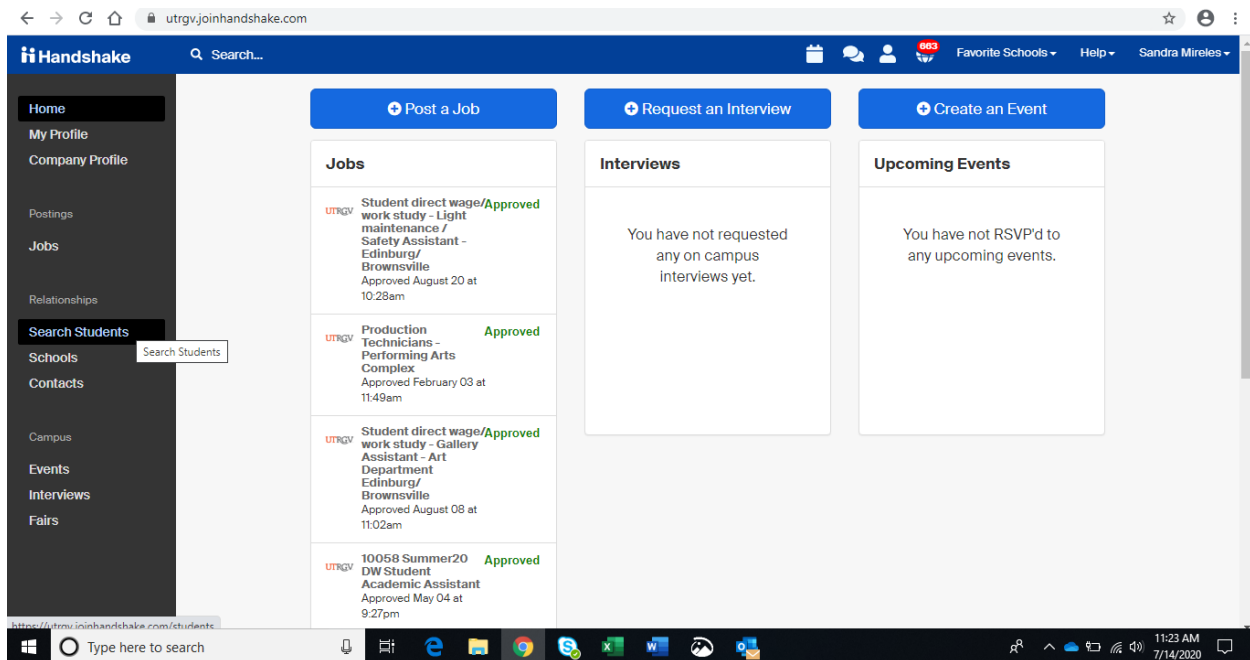 utrgv.joinhandshake.com
Handshake
Search...
663
Favorite Schools
Help
Sandra Mireles
Home
My Profile
Company Profile
Postings
Jobs
Relationships
Search Students
Search Students
Schools
Contacts
Campus
Events
Interviews
Fairs
Post a Job
Jobs
UTRGV
Student direct wage/
Approved
work study - Light
maintenance /
Safety Assistant -
Edinburg/
Brownsville
Approved August 20 at
10:28am
UTRGV
Production
Approved
Technicians -
Performing Arts
Complex
Approved February 03 at
11:49am
UTRGV
Student direct wage/
Approved
work study - Gallery
Assistant - Art
Department
Edinburg/
Brownsville
Approved August 08 at
11:02am
UTRGV
10058 Summer20
Approved
DW Student
Academic Assistant
Approved May 04 at
9:27pm
Request an Interview
Interviews
You have not requested
any on campus
interviews yet.
Create an Event
Upcoming Events
You have not RSVP'd to
any upcoming events.
https://utrgv.joinhandshake.com/students
Type here to search
11:23 AM
7/14/2020